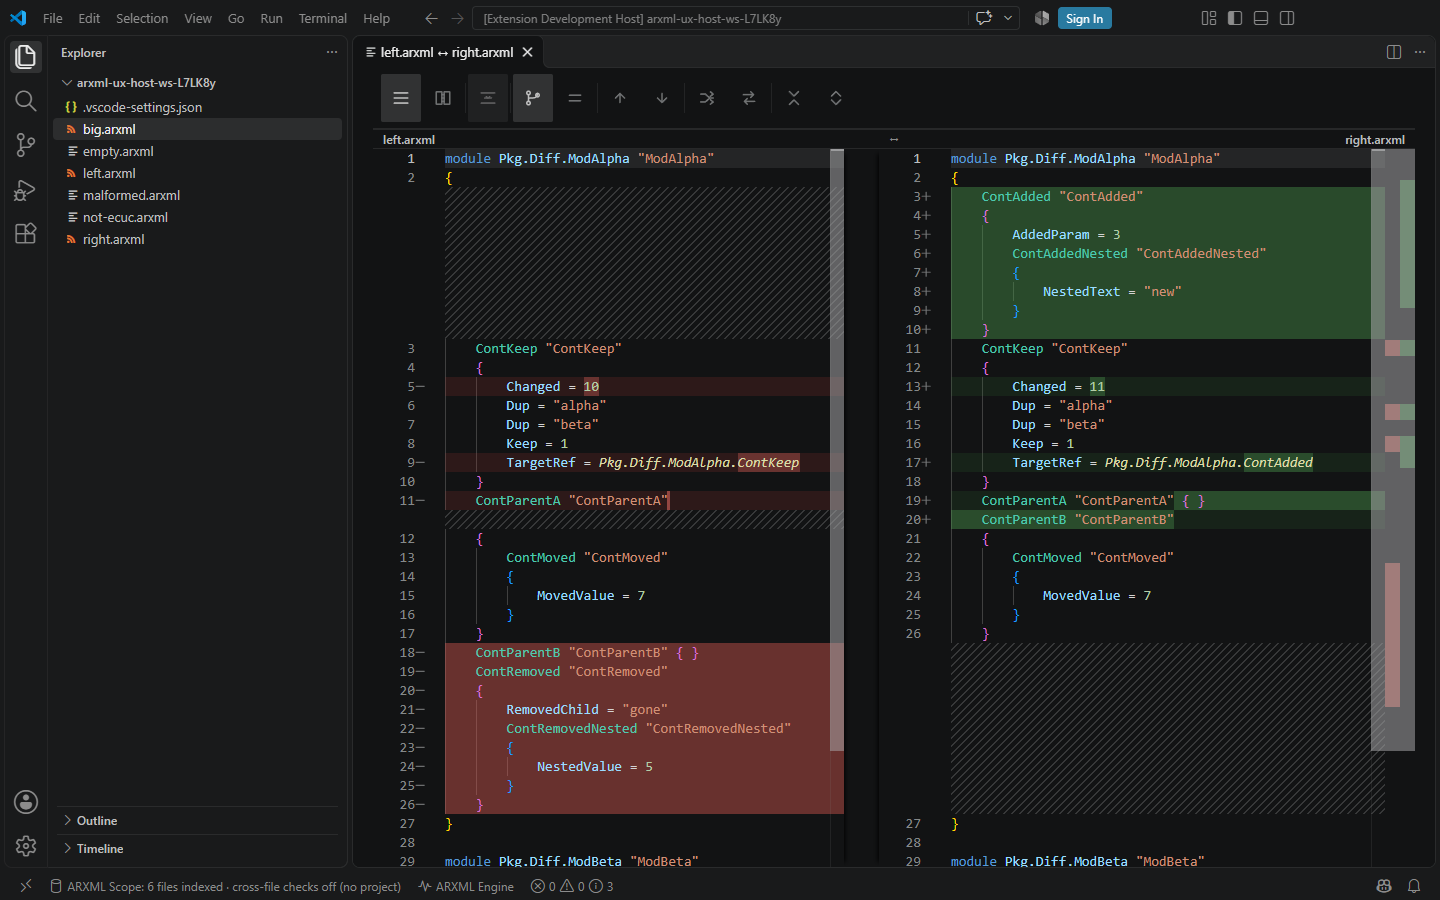 File Edit Selection View Go Run Terminal Help
[Extension Development Host] arxml-ux-host-ws-L7LK8y
Sign In
Explorer
arxml-ux-host-ws-L7LK8y
{} .vscode-settings.json
big.arxml
empty.arxml
left.arxml
malformed.arxml
not-ecuc.arxml
right.arxml
Outline
Timeline
left.arxml ↔ right.arxml
left.arxml
1 module Pkg.Diff.ModAlpha "ModAlpha"
2 {
3 ContKeep "ContKeep"
4 {
5− Changed = 10
6 Dup = "alpha"
7 Dup = "beta"
8 Keep = 1
9− TargetRef = Pkg.Diff.ModAlpha.ContKeep
10 }
11− ContParentA "ContParentA"
12 {
13 ContMoved "ContMoved"
14 {
15 MovedValue = 7
16 }
17 }
18− ContParentB "ContParentB" { }
19− ContRemoved "ContRemoved"
20− {
21− RemovedChild = "gone"
22− ContRemovedNested "ContRemovedNested"
23− {
24− NestedValue = 5
25− }
26− }
27 }
28
29 module Pkg.Diff.ModBeta "ModBeta"
↔
right.arxml
1 module Pkg.Diff.ModAlpha "ModAlpha"
2 {
3+ ContAdded "ContAdded"
4+ {
5+ AddedParam = 3
6+ ContAddedNested "ContAddedNested"
7+ {
8+ NestedText = "new"
9+ }
10+ }
11 ContKeep "ContKeep"
12 {
13+ Changed = 11
14 Dup = "alpha"
15 Dup = "beta"
16 Keep = 1
17+ TargetRef = Pkg.Diff.ModAlpha.ContAdded
18 }
19+ ContParentA "ContParentA" { }
20+ ContParentB "ContParentB"
21 {
22 ContMoved "ContMoved"
23 {
24 MovedValue = 7
25 }
26 }
27 }
28
29 module Pkg.Diff.ModBeta "ModBeta"
ARXML Scope: 6 files indexed · cross-file checks off (no project) ARXML Engine 0 0 3